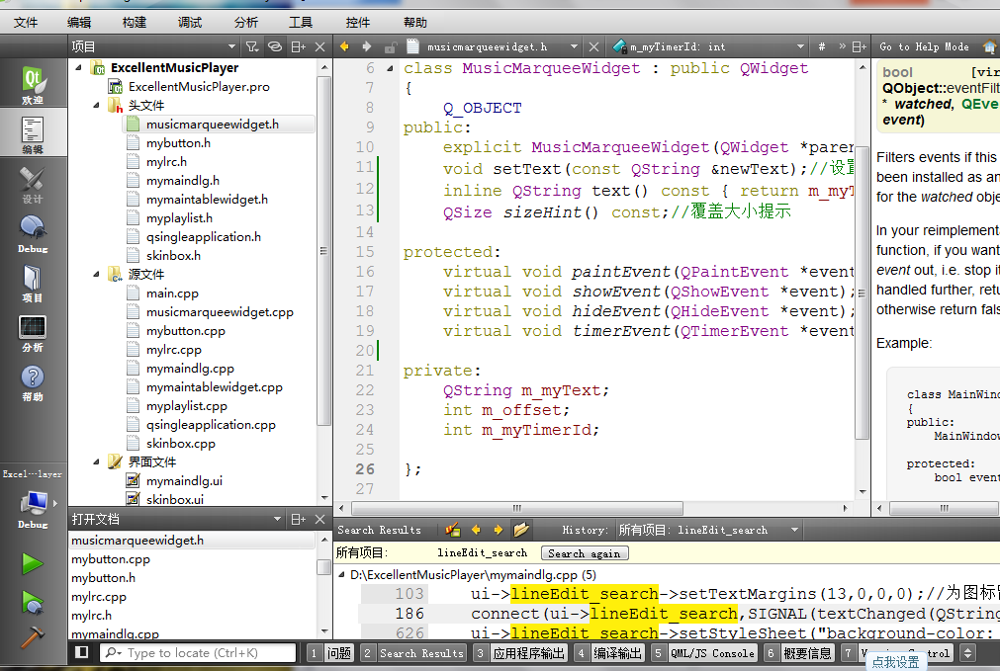 文件 编辑 构建 调试 分析 工具 控件 帮助
项目
musicmarqueewidget.h
m_myTimerId: int
#
»
Go to Help Mode
欢迎
编辑
设计
Debug
项目
分析
帮助
Excel···layer
Debug
ExcellentMusicPlayer
ExcellentMusicPlayer.pro
头文件
musicmarqueewidget.h
mybutton.h
mylrc.h
mymaindlg.h
mymaintablewidget.h
myplaylist.h
qsingleapplication.h
skinbox.h
源文件
main.cpp
musicmarqueewidget.cpp
mybutton.cpp
mylrc.cpp
mymaindlg.cpp
mymaintablewidget.cpp
myplaylist.cpp
qsingleapplication.cpp
skinbox.cpp
界面文件
mymaindlg.ui
skinbox.ui
打开文档
musicmarqueewidget.h
mybutton.cpp
mybutton.h
mylrc.cpp
mylrc.h
mymaindlg.cpp
6 class MusicMarqueeWidget : public QWidget
7 {
8 Q_OBJECT
9 public:
10 explicit MusicMarqueeWidget(QWidget *paren
11 void setText(const QString &newText);//设置
12 inline QString text() const { return m_myT
13 QSize sizeHint() const;//覆盖大小提示
14
15 protected:
16 virtual void paintEvent(QPaintEvent *event
17 virtual void showEvent(QShowEvent *event);
18 virtual void hideEvent(QHideEvent *event);
19 virtual void timerEvent(QTimerEvent *event
20
21 private:
22 QString m_myText;
23 int m_offset;
24 int m_myTimerId;
25
26 };
27
bool [vir
QObject::eventFilt
* watched, QEve
event)
Filters events if this
been installed as an
for the watched obje
In your reimplementa
function, if you want
event out, i.e. stop it
handled further, retu
otherwise return fals
Example:
class MainWindo
{
public:
MainWindow
protected:
bool event
Search Results
History:
所有项目: lineEdit_search
所有项目: lineEdit_search Search again
D:\ExcellentMusicPlayer\mymaindlg.cpp (5)
103 ui->lineEdit_search->setTextMargins(13,0,0,0);//为图标留
186 connect(ui->lineEdit_search,SIGNAL(textChanged(QString
626 ui->lineEdit_search->setStyleSheet("background-color:
Type to locate (Ctrl+K)
1 问题 2 Search Results 3 应用程序输出 4 编译输出 5 QML/JS Console 6 概要信息 7
点我设置